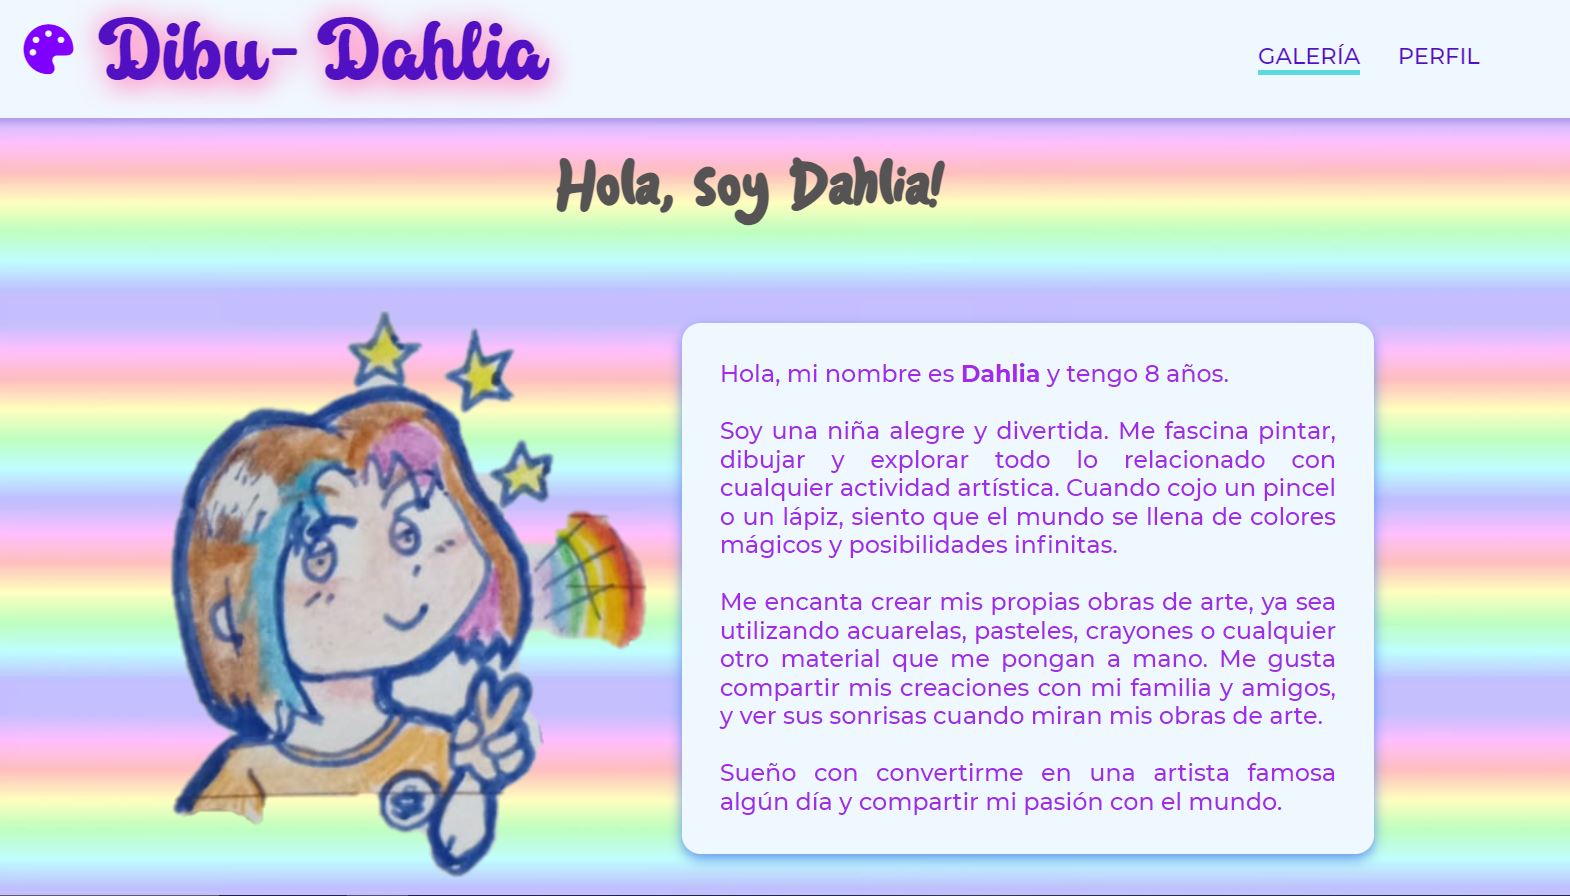 Dibu- Dahlia
GALERÍA
PERFIL
Hola, soy Dahlia!
Hola, mi nombre es Dahlia y tengo 8 años.
Soy una niña alegre y divertida. Me fascina pintar,
dibujar y explorar todo lo relacionado con
cualquier actividad artística. Cuando cojo un pincel
o un lápiz, siento que el mundo se llena de colores
mágicos y posibilidades infinitas.
Me encanta crear mis propias obras de arte, ya sea
utilizando acuarelas, pasteles, crayones o cualquier
otro material que me pongan a mano. Me gusta
compartir mis creaciones con mi familia y amigos,
y ver sus sonrisas cuando miran mis obras de arte.
Sueño con convertirme en una artista famosa
algún día y compartir mi pasión con el mundo.